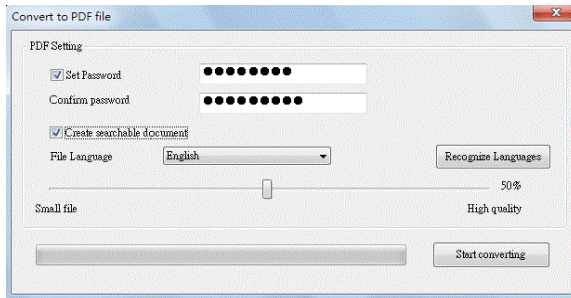 Convert to PDF file
PDF Setting
Set Password ●●●●●●●●
Confirm password ●●●●●●●●●
Create searchable document
File Language English Recognize Languages
50%
Small file High quality
Start converting